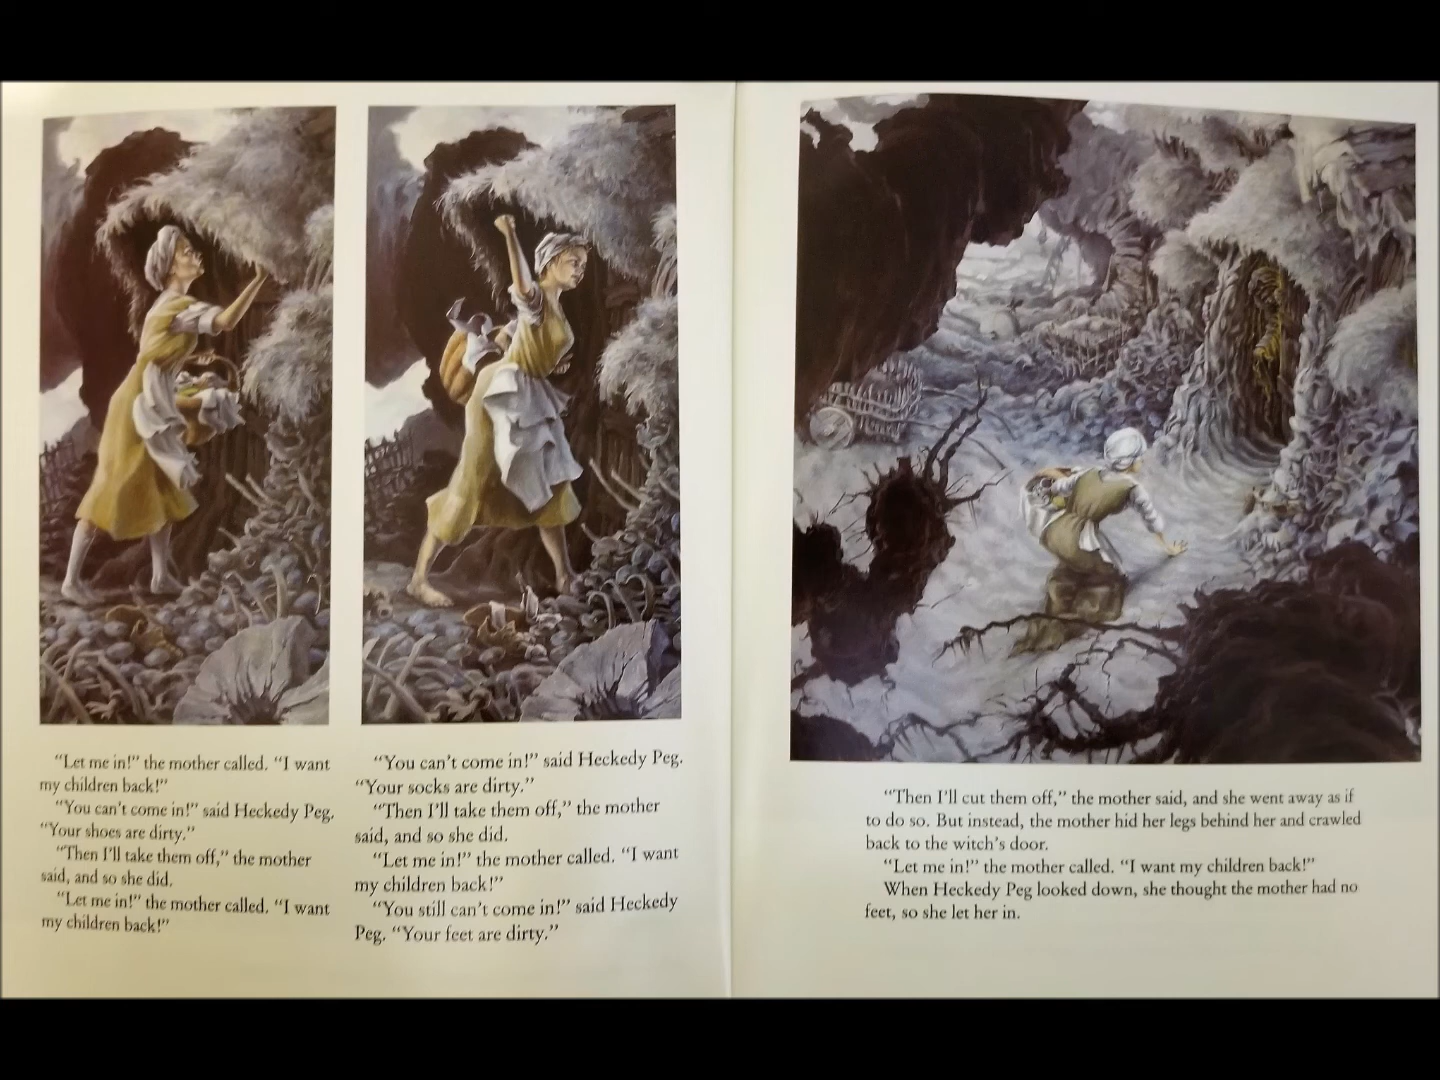 “Let me in!” the mother called. “I want
my children back!”
“You can’t come in!” said Heckedy Peg.
“Your shoes are dirty.”
“Then I’ll take them off,” the mother
said, and so she did.
“Let me in!” the mother called. “I want
my children back!”
“You can’t come in!” said Heckedy Peg.
“Your socks are dirty.”
“Then I’ll take them off,” the mother
said, and so she did.
“Let me in!” the mother called. “I want
my children back!”
“You still can’t come in!” said Heckedy
Peg. “Your feet are dirty.”
“Then I’ll cut them off,” the mother said, and she went away as if
to do so. But instead, the mother hid her legs behind her and crawled
back to the witch’s door.
“Let me in!” the mother called. “I want my children back!”
When Heckedy Peg looked down, she thought the mother had no
feet, so she let her in.